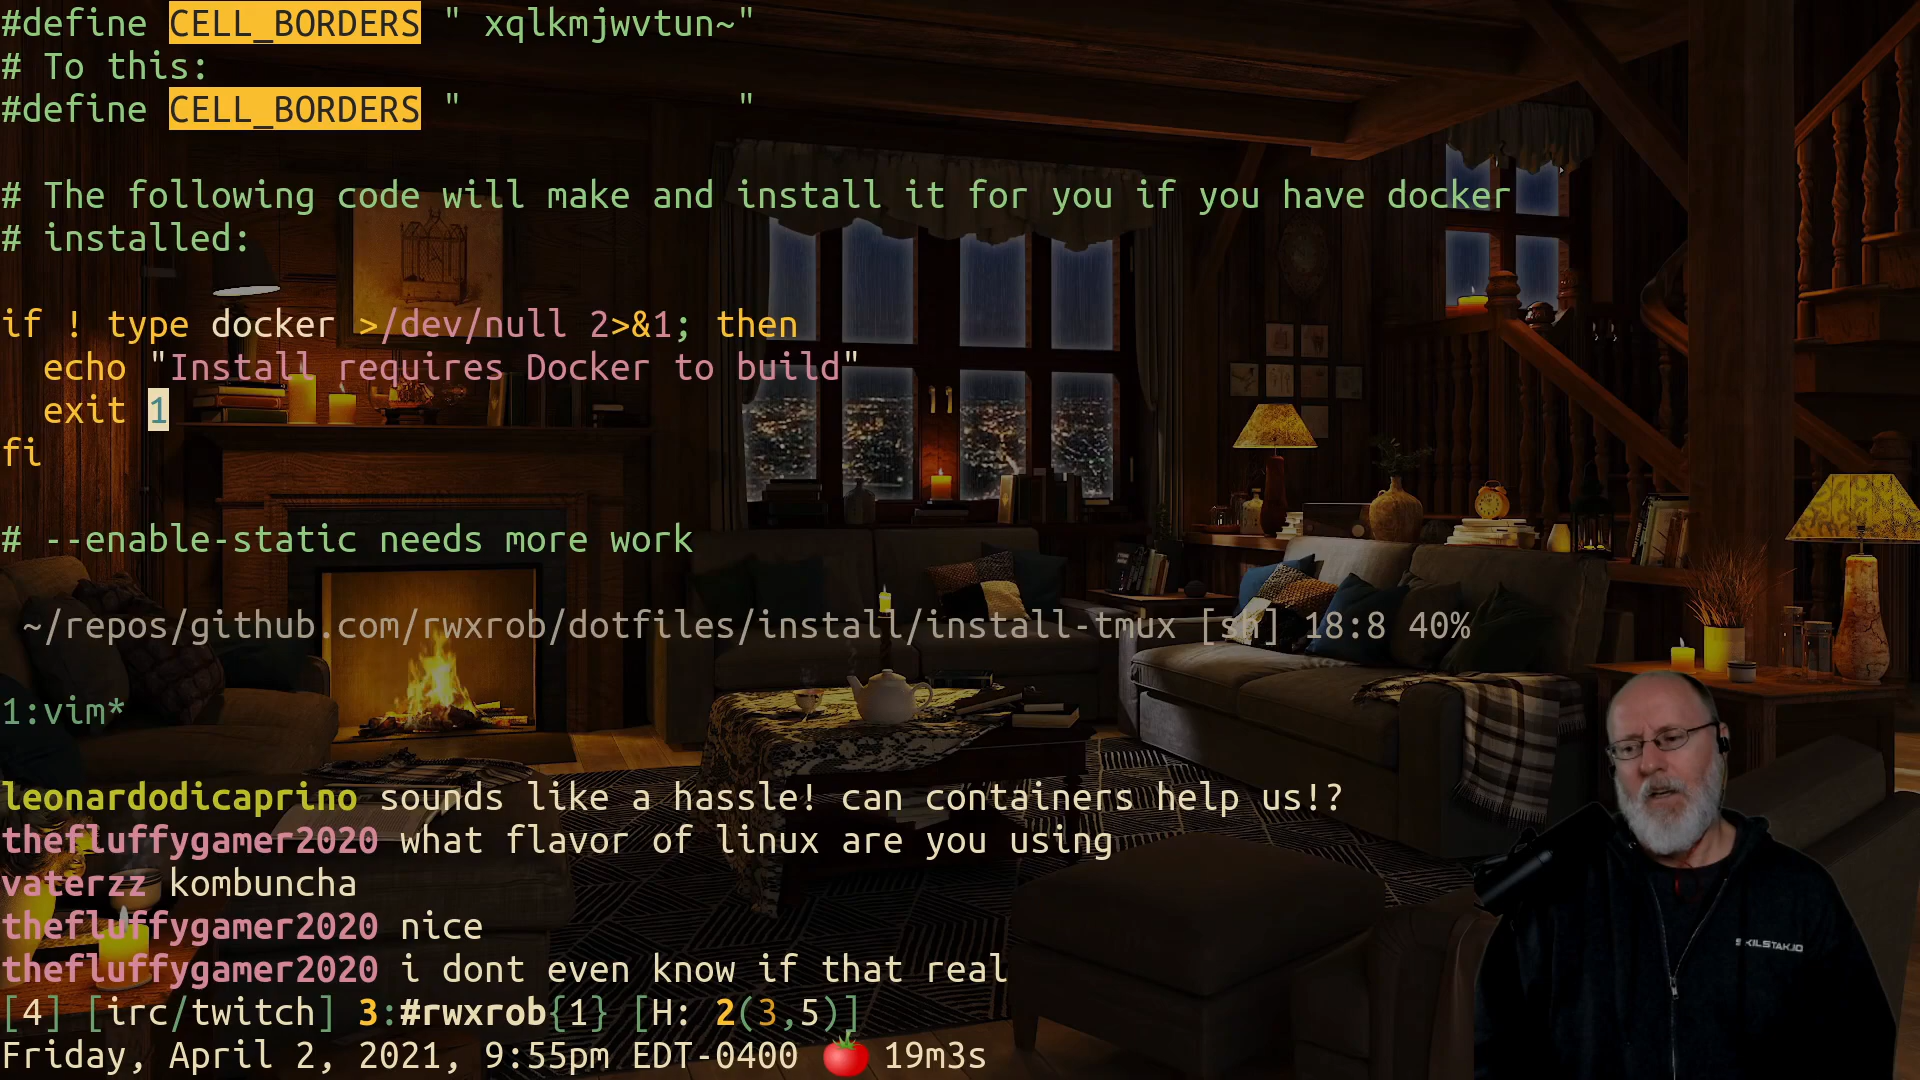 #define CELL_BORDERS " xqlkmjwvtun~"
# To this:
#define CELL_BORDERS "             "
# The following code will make and install it for you if you have docker
# installed:
if ! type docker >/dev/null 2>&1; then
  echo "Install requires Docker to build"
  exit 1
fi
# --enable-static needs more work
~/repos/github.com/rwxrob/dotfiles/install/install-tmux [sh] 18:8 40%
1:vim*
leonardodicaprino sounds like a hassle! can containers help us!?
thefluffygamer2020 what flavor of linux are you using
vaterzz kombuncha
thefluffygamer2020 nice
thefluffygamer2020 i dont even know if that real
SKILSTAK.IO
[4] [irc/twitch] 3:#rwxrob{1} [H: 2(3,5)]
Friday, April 2, 2021, 9:55pm EDT-0400 🍅 19m3s